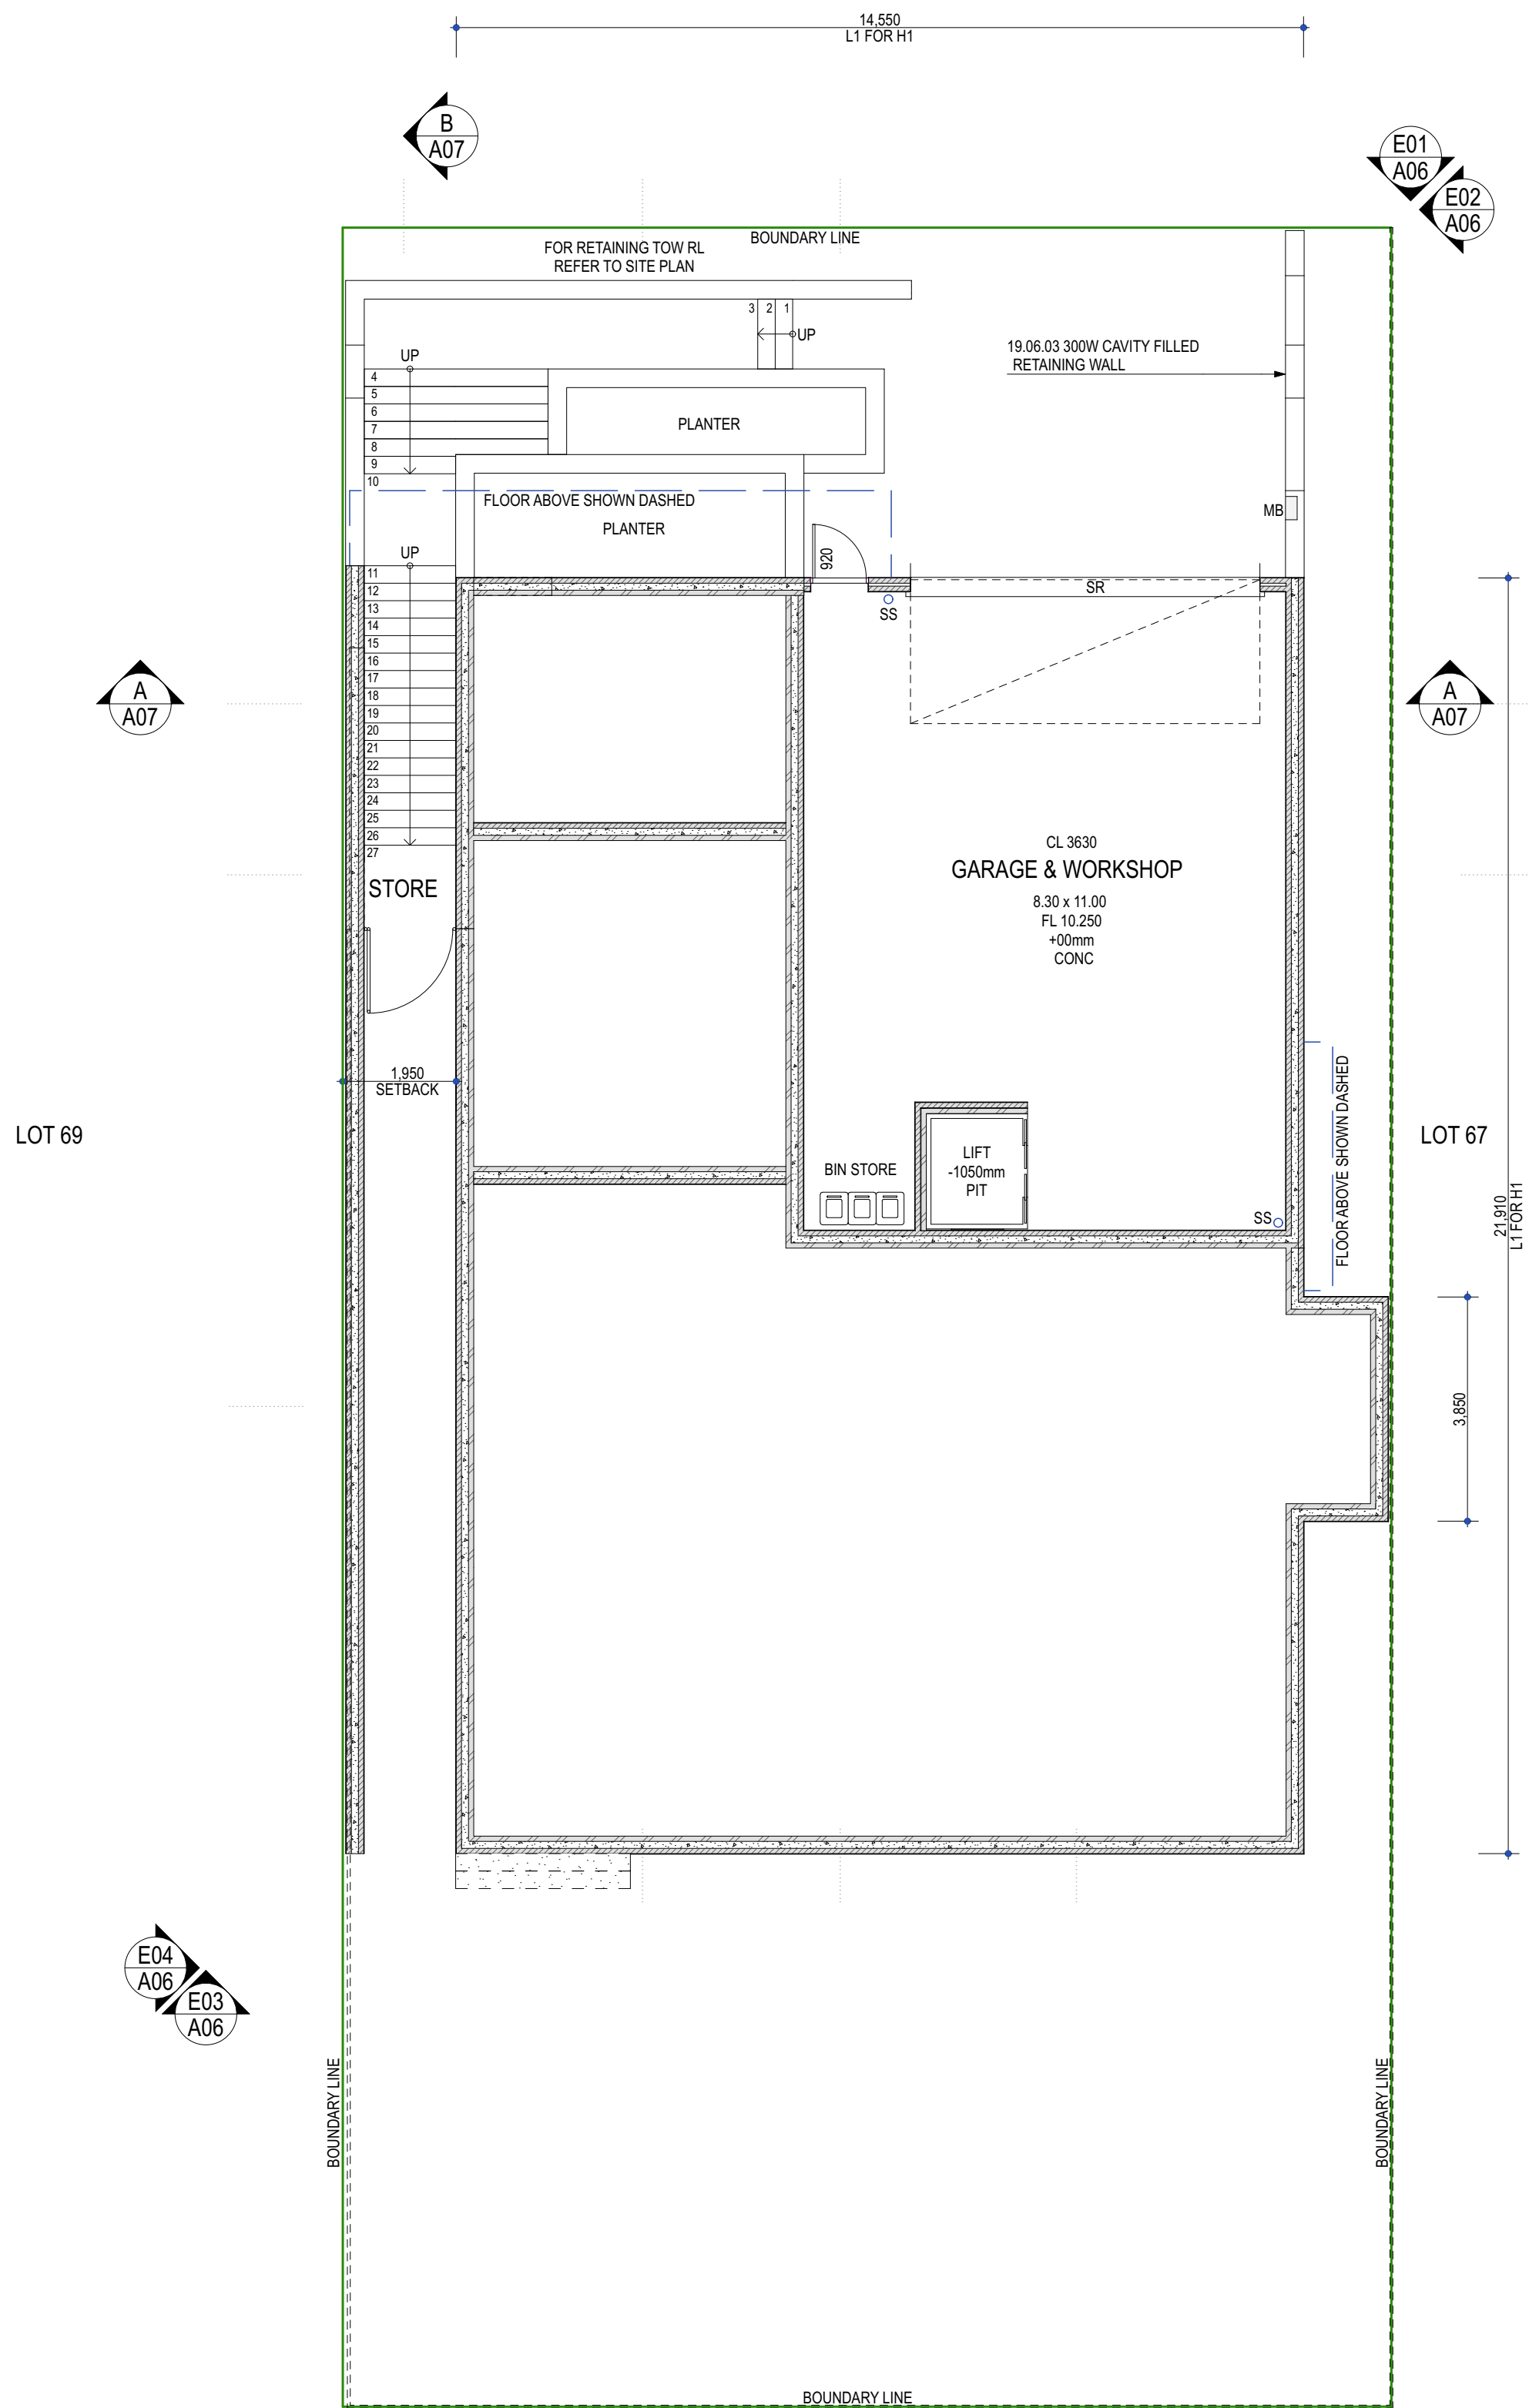 14,550
L1 FOR H1
B
A07
E01
A06
E02
A06
BOUNDARY LINE
FOR RETAINING TOW RL
REFER TO SITE PLAN
3 2 1
UP
19.06.03 300W CAVITY FILLED
RETAINING WALL
UP
4
5
6
7
8
9
10
PLANTER
FLOOR ABOVE SHOWN DASHED
PLANTER
MB
920
UP
11
12
13
14
15
16
17
18
19
20
21
22
23
24
25
26
27
SR
SS
A
A07
A
A07
CL 3630
GARAGE & WORKSHOP
8.30 x 11.00
FL 10.250
+00mm
CONC
STORE
1,950
SETBACK
LOT 69
LOT 67
FLOOR ABOVE SHOWN DASHED
LIFT
-1050mm
PIT
BIN STORE
SS
21,910
L1 FOR H1
3,850
E04
A06
E03
A06
BOUNDARY LINE
BOUNDARY LINE
BOUNDARY LINE